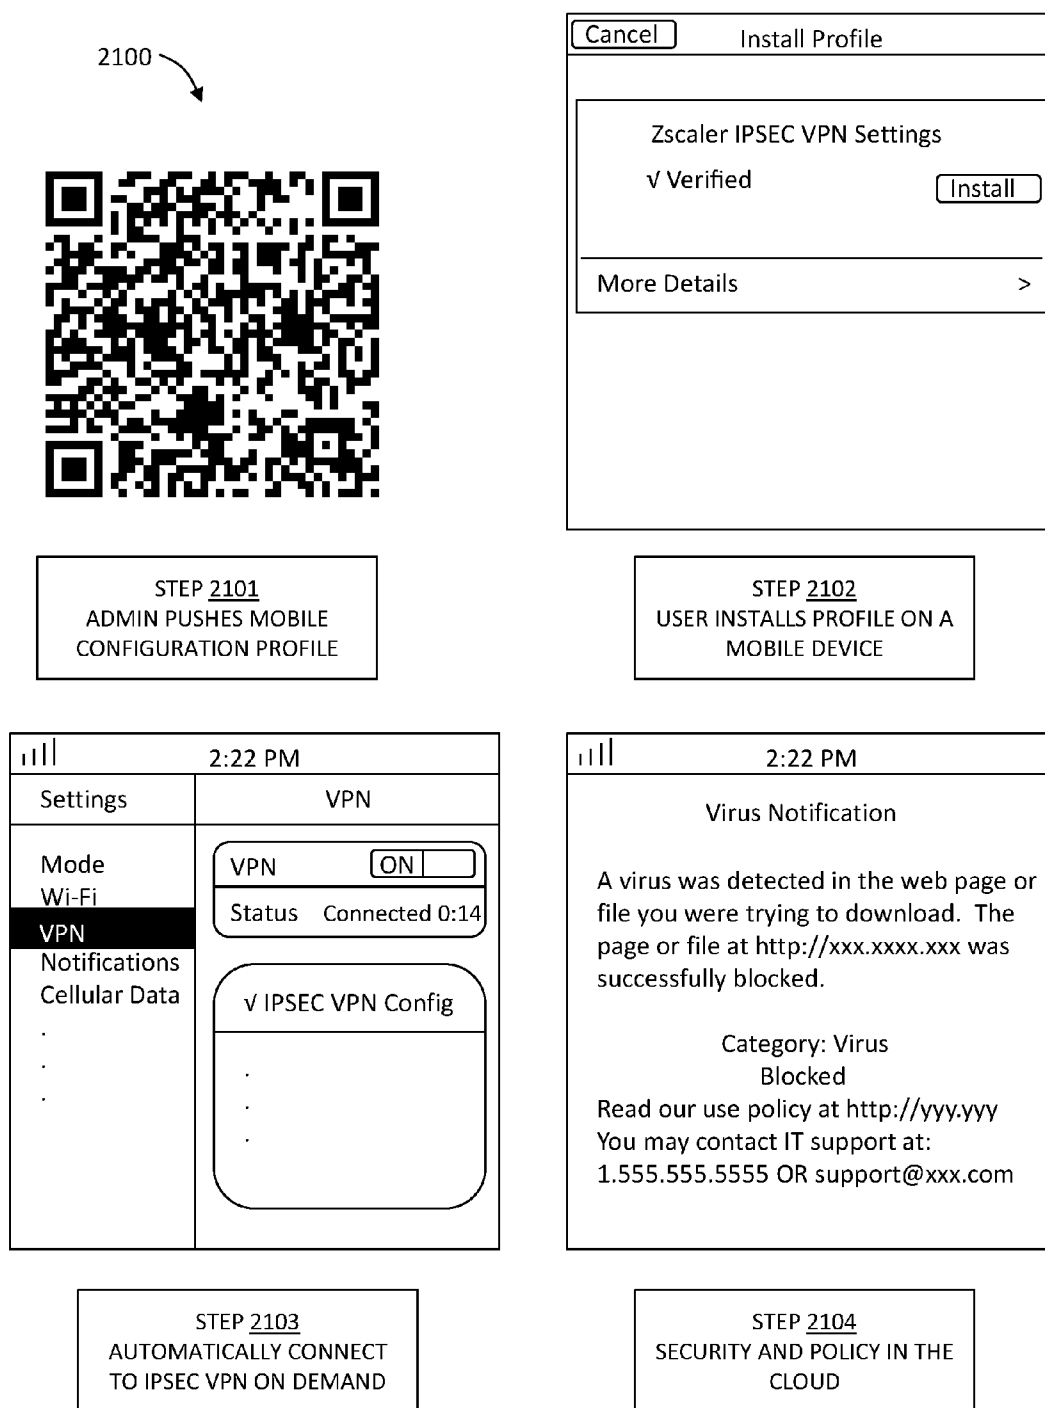 2100
Cancel Install Profile
Zscaler IPSEC VPN Settings
√ Verified
Install
More Details >
STEP 2101
ADMIN PUSHES MOBILE
CONFIGURATION PROFILE
STEP 2102
USER INSTALLS PROFILE ON A
MOBILE DEVICE
2:22 PM
Settings
VPN
Mode
Wi-Fi
VPN
Notifications
Cellular Data
.
.
.
VPN ON
Status Connected 0:14
√ IPSEC VPN Config
.
.
.
2:22 PM
Virus Notification
A virus was detected in the web page or
file you were trying to download. The
page or file at http://xxx.xxxx.xxx was
successfully blocked.
Category: Virus
Blocked
Read our use policy at http://yyy.yyy
You may contact IT support at:
1.555.555.5555 OR support@xxx.com
STEP 2103
AUTOMATICALLY CONNECT
TO IPSEC VPN ON DEMAND
STEP 2104
SECURITY AND POLICY IN THE
CLOUD